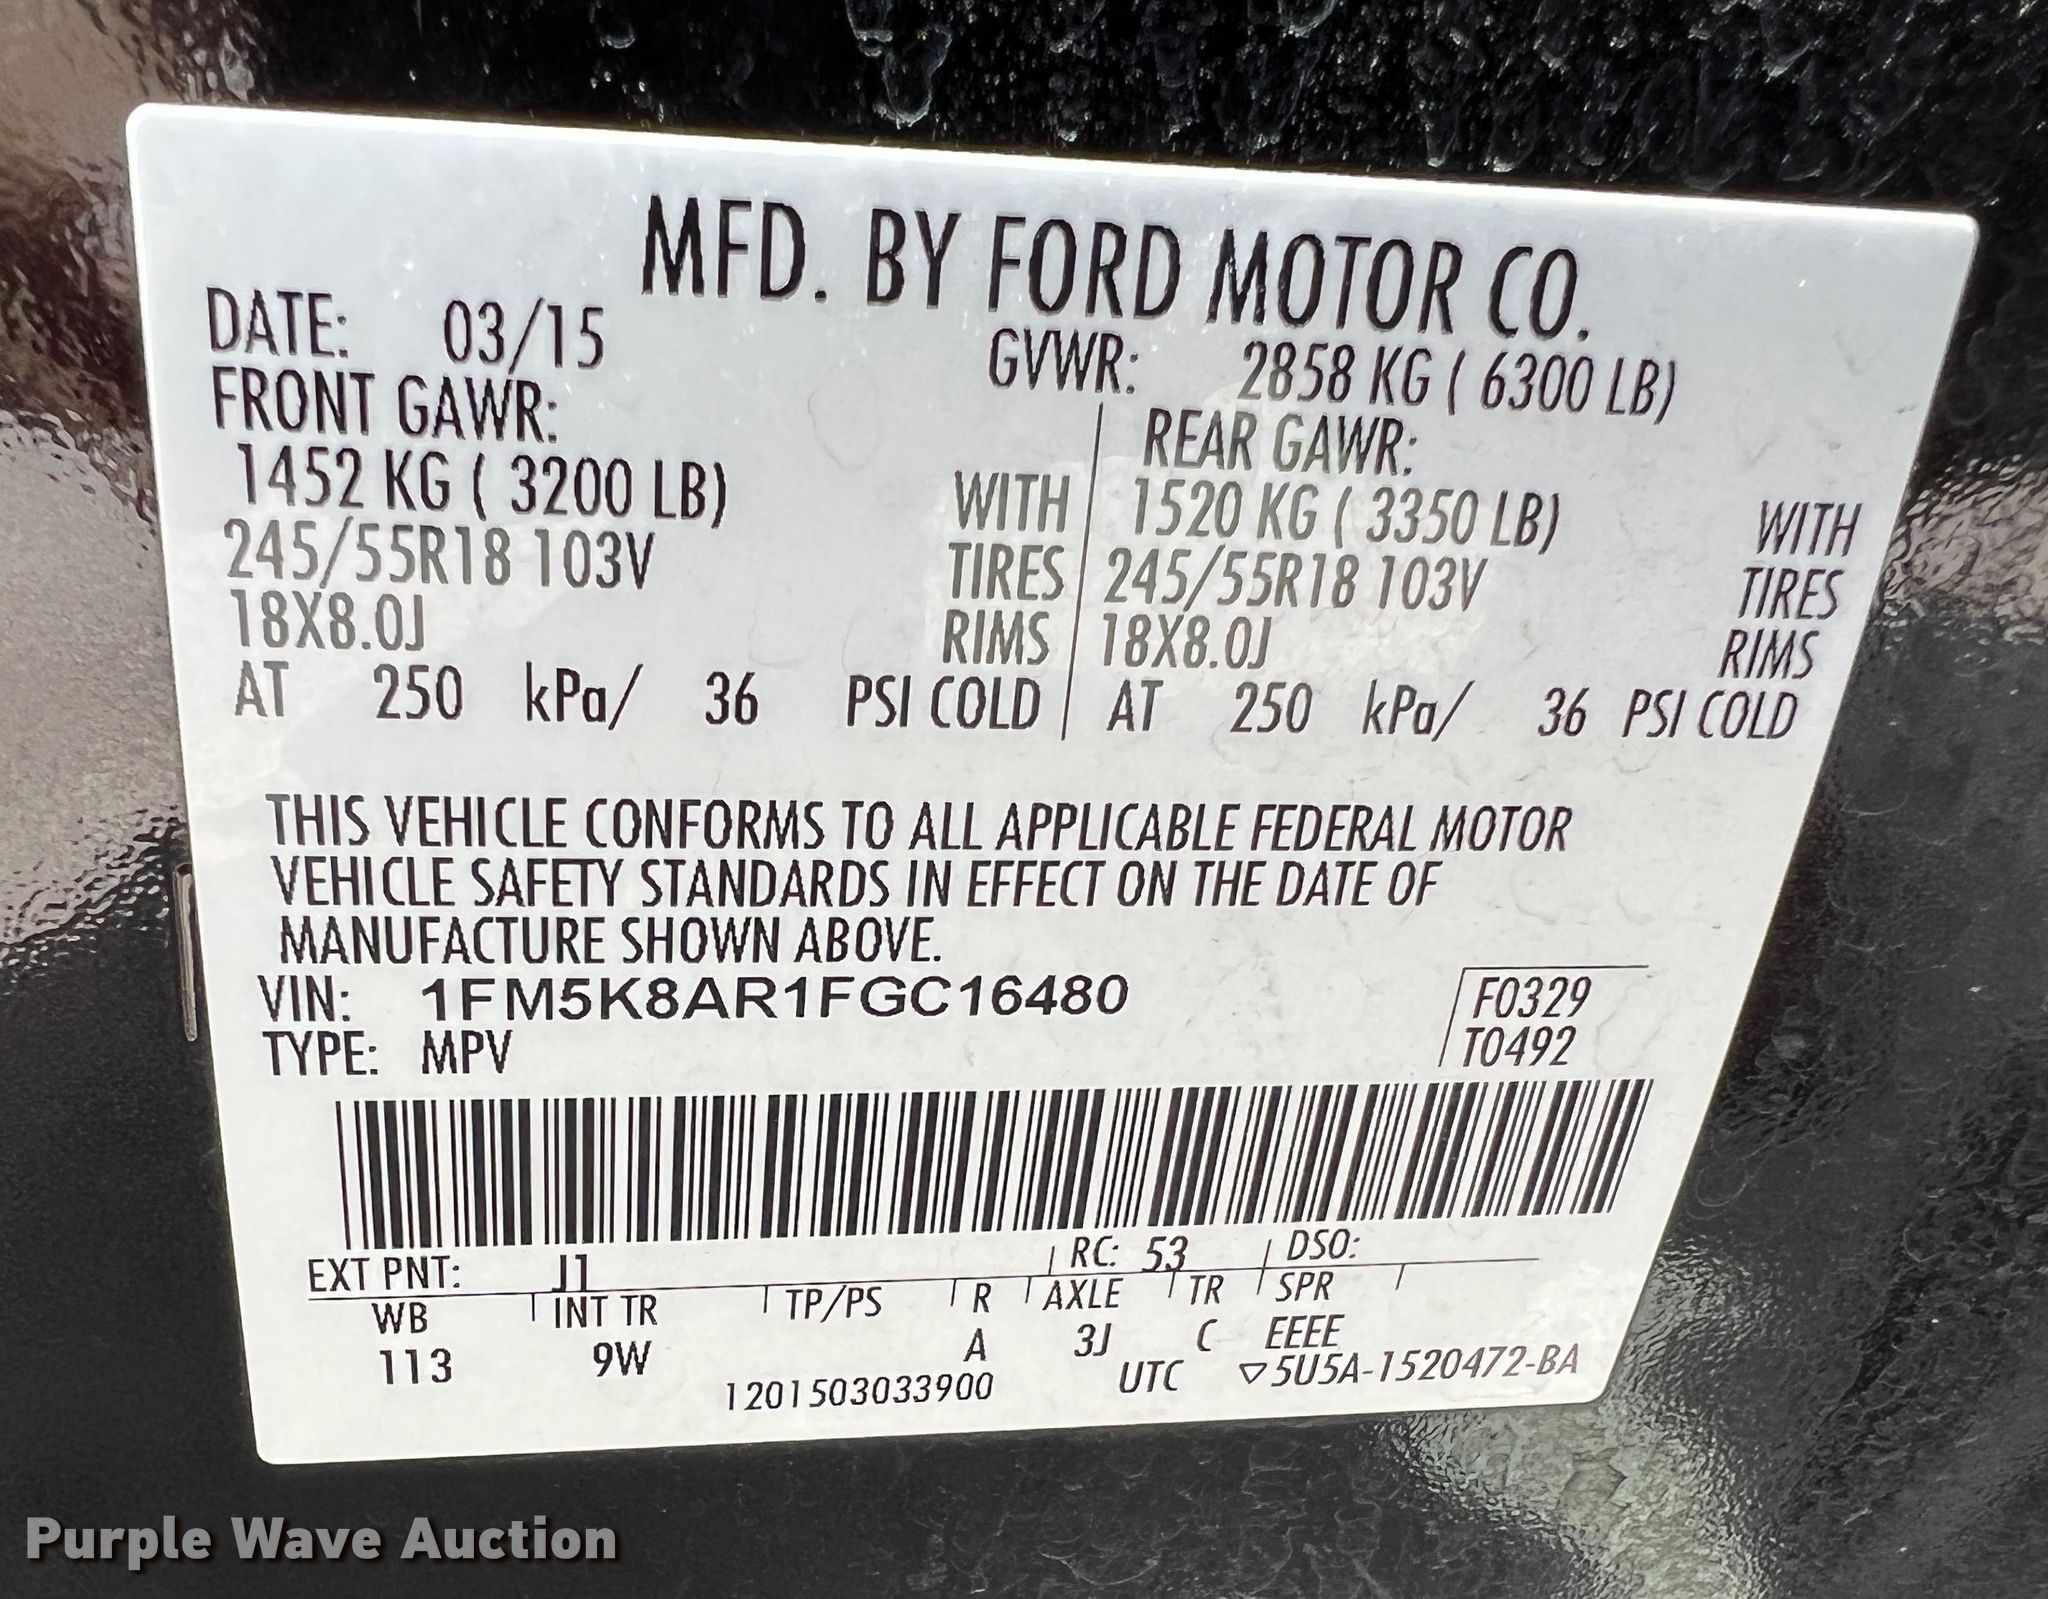 MFD. BY FORD MOTOR CO.
DATE: 03/15 GVWR: 2858 KG ( 6300 LB)
FRONT GAWR: REAR GAWR:
1452 KG ( 3200 LB) WITH 1520 KG ( 3350 LB) WITH
245/55R18 103V TIRES 245/55R18 103V TIRES
18X8.0J RIMS 18X8.0J RIMS
AT 250 kPa/ 36 PSI COLD AT 250 kPa/ 36 PSI COLD
THIS VEHICLE CONFORMS TO ALL APPLICABLE FEDERAL MOTOR
VEHICLE SAFETY STANDARDS IN EFFECT ON THE DATE OF
MANUFACTURE SHOWN ABOVE.
VIN: 1FM5K8AR1FGC16480 F0329
TYPE: MPV T0492
EXT PNT: J1 RC: 53 DSO:
WB INT TR TP/PS R AXLE TR SPR
113 9W A 3J C EEEE
1201503033900 UTC ▽5U5A-1520472-BA
Purple Wave Auction